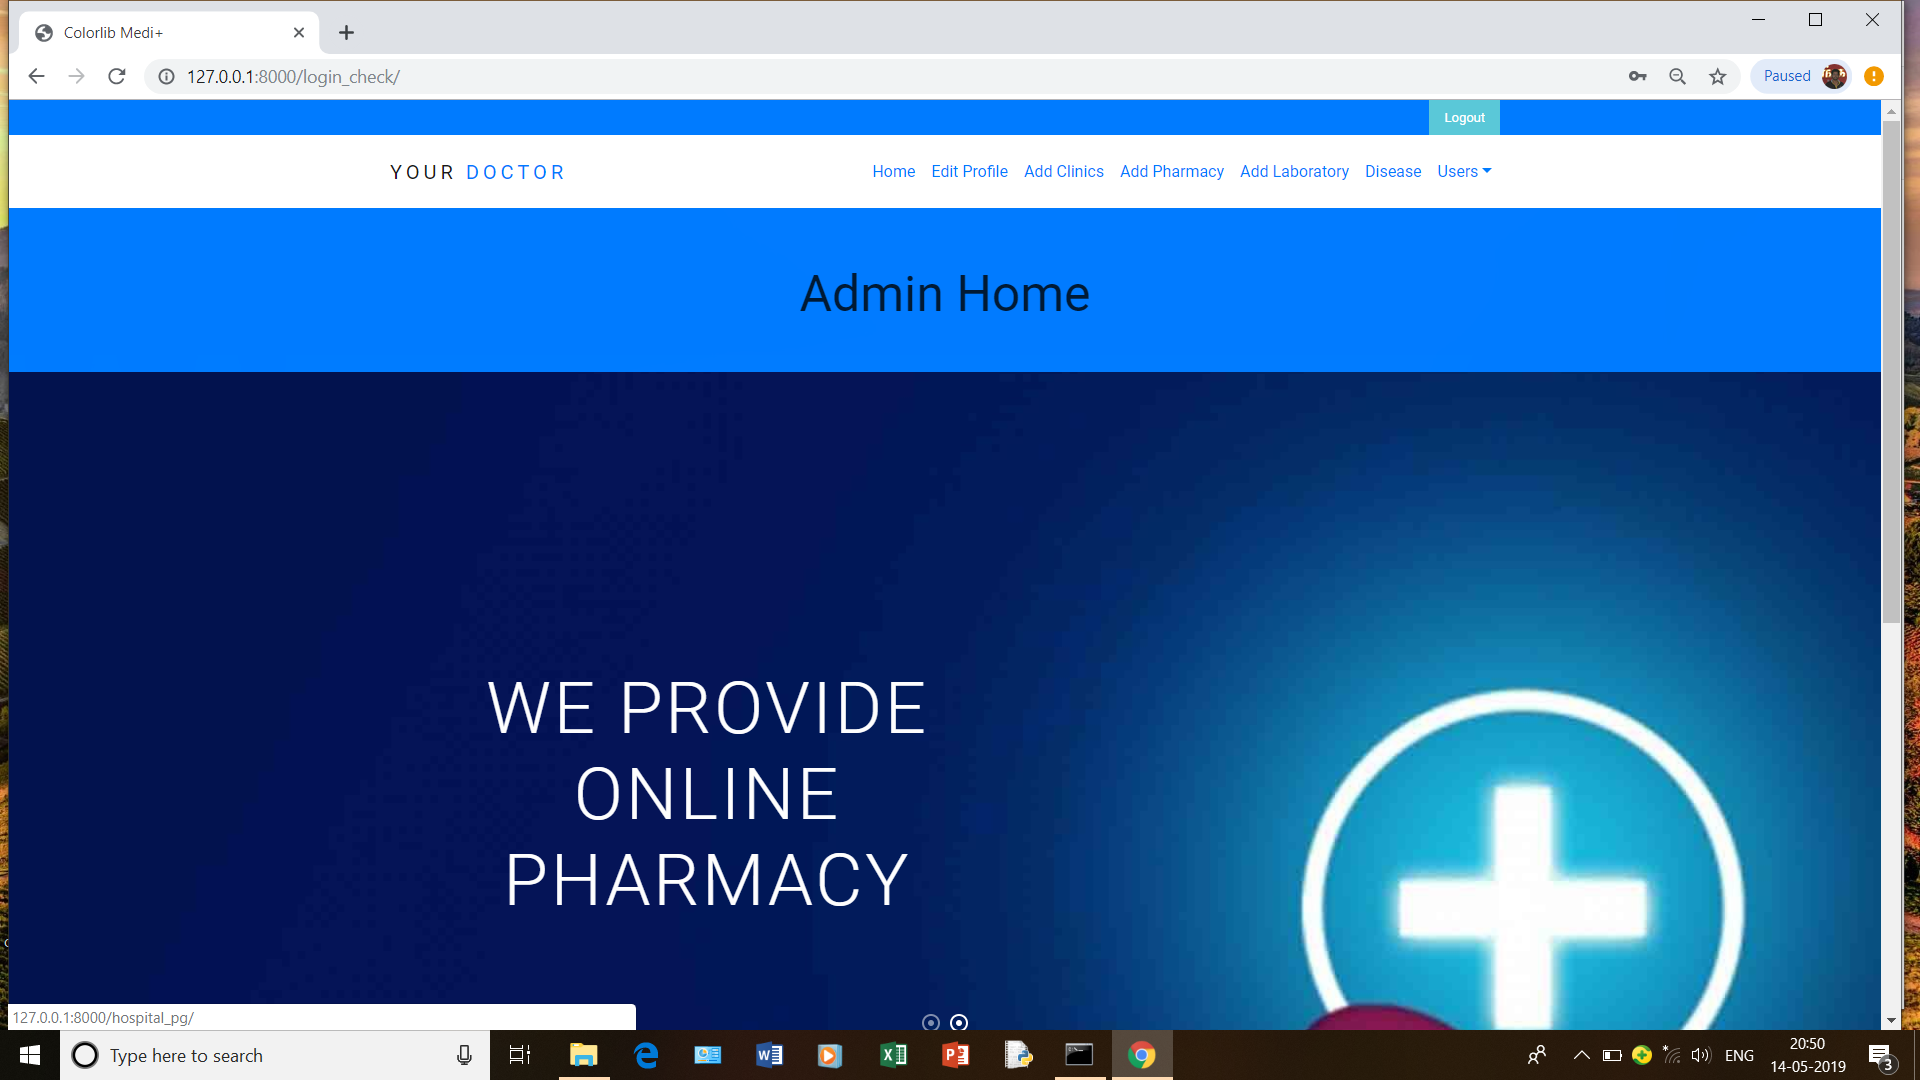 Colorlib Medi+
127.0.0.1:8000/login_check/
Paused
Logout
YOUR DOCTOR
Home Edit Profile Add Clinics Add Pharmacy Add Laboratory Disease Users
Admin Home
WE PROVIDE
ONLINE
PHARMACY
127.0.0.1:8000/hospital_pg/
Type here to search
ENG
20:50
14-05-2019
3